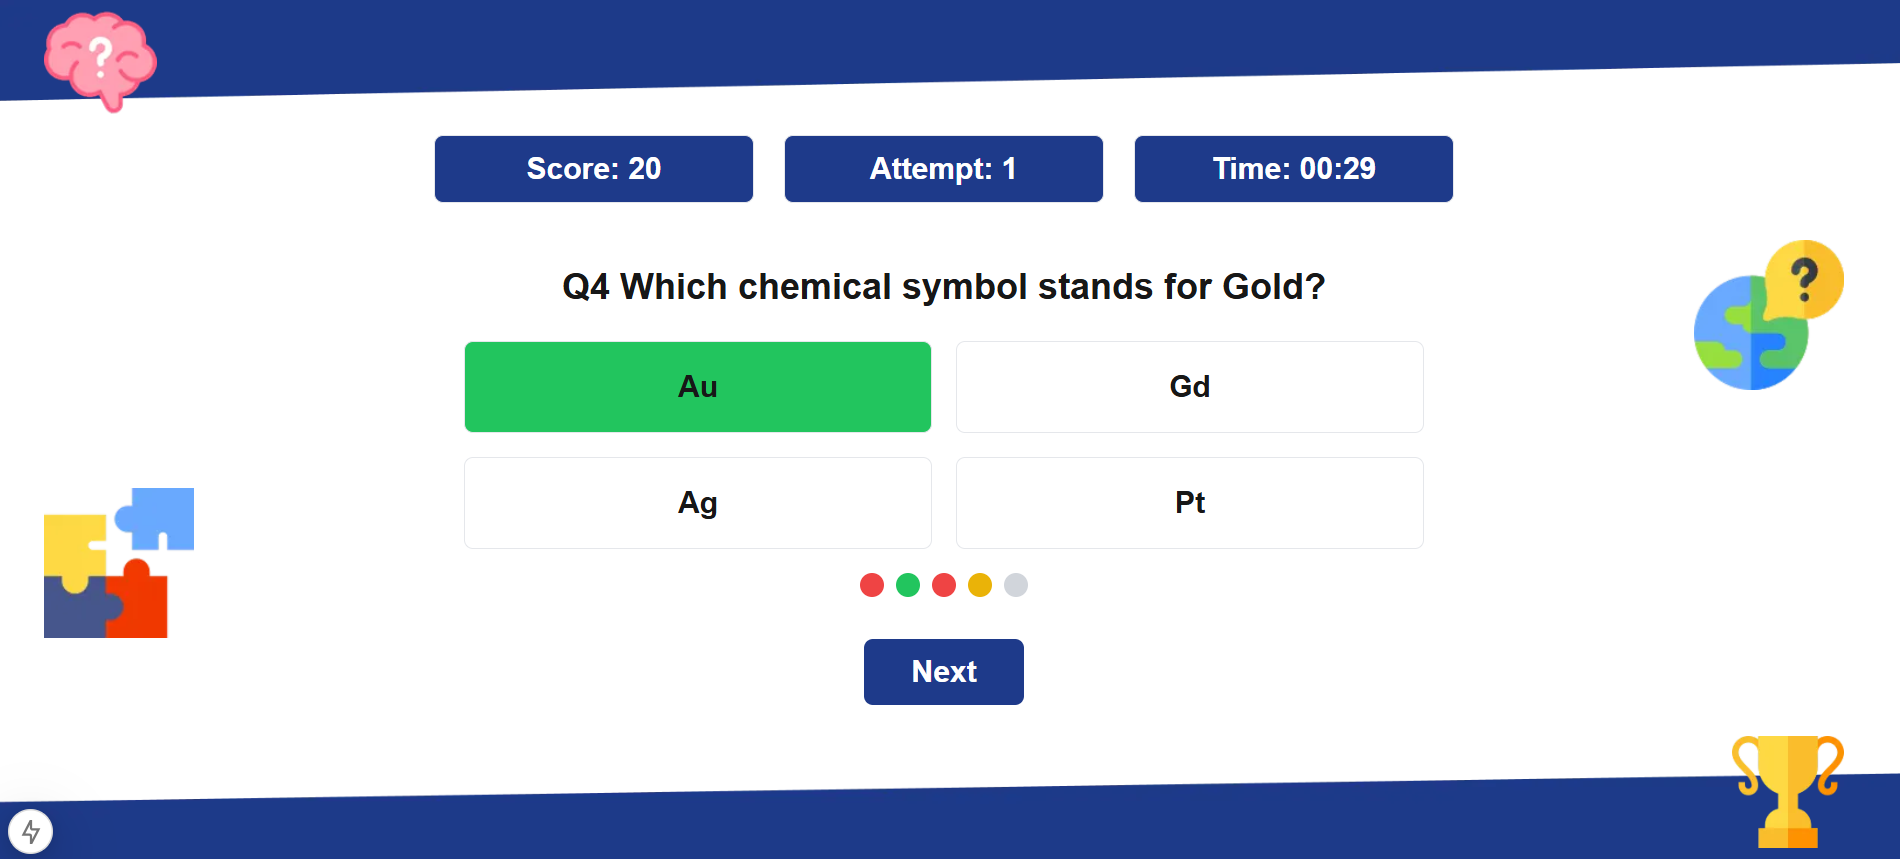 ?
Score: 20
Attempt: 1
Time: 00:29
?
Q4 Which chemical symbol stands for Gold?
Au
Gd
Ag
Pt
Next